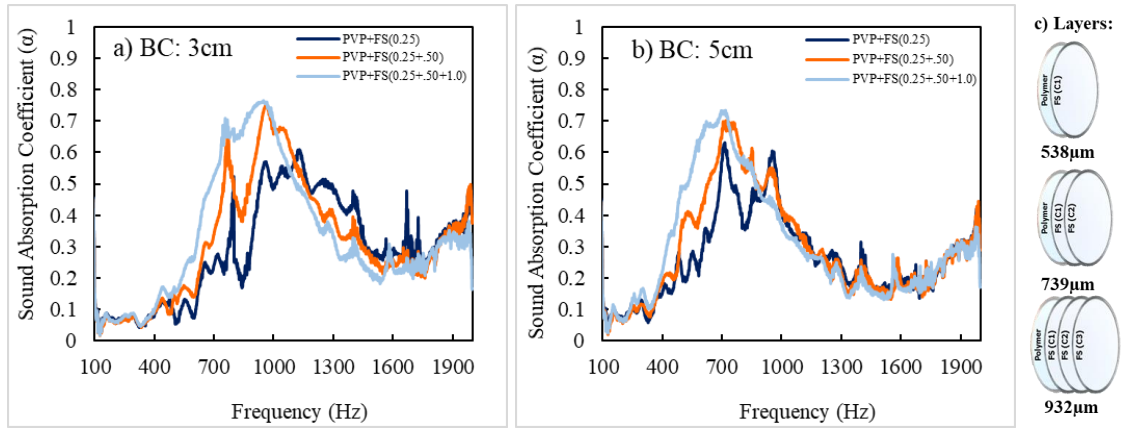 a) BC: 3cm
PVP+FS(0.25)
PVP+FS(0.25+.50)
PVP+FS(0.25+.50+1.0)
Sound Absorption Coefficient (α)
1
0.9
0.8
0.7
0.6
0.5
0.4
0.3
0.2
0.1
0
100 400 700 1000 1300 1600 1900
Frequency (Hz)
b) BC: 5cm
PVP+FS(0.25)
PVP+FS(0.25+.50)
PVP+FS(0.25+.50+1.0)
Sound Absorption Coefficient (α)
1
0.9
0.8
0.7
0.6
0.5
0.4
0.3
0.2
0.1
0
100 400 700 1000 1300 1600 1900
Frequency (Hz)
c) Layers:
Polymer
FS (C1)
538μm
Polymer
FS (C1)
FS (C2)
739μm
Polymer
FS (C1)
FS (C2)
FS (C3)
932μm